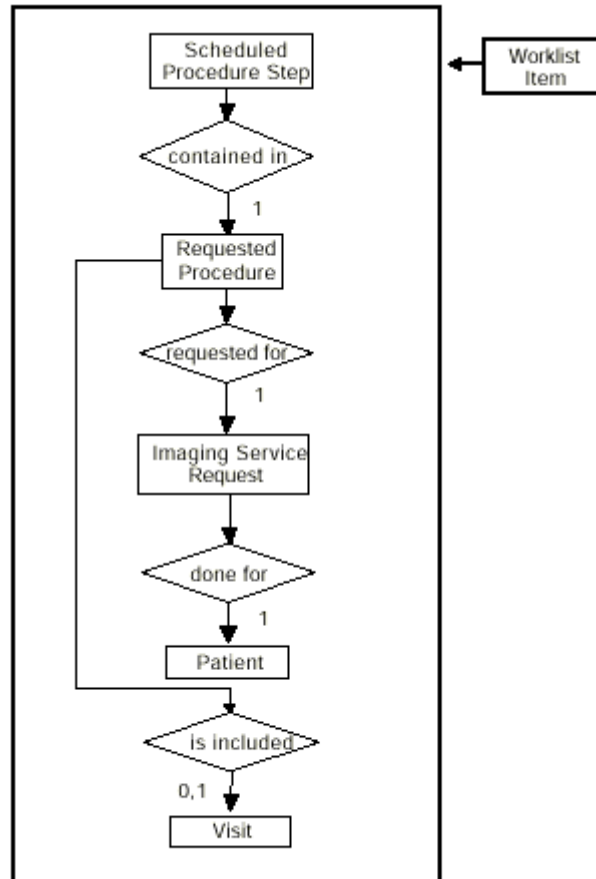 Scheduled
Procedure Step
Worklist
Item
contained in
1
Requested
Procedure
requested for
1
Imaging Service
Request
done for
1
Patient
is included
0,1
Visit